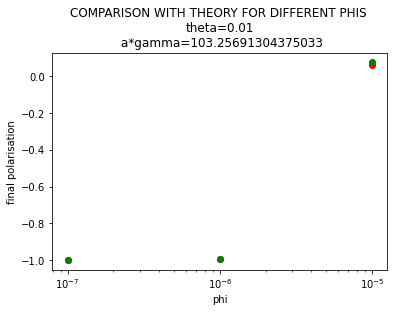 COMPARISON WITH THEORY FOR DIFFERENT PHIS
theta=0.01
a*gamma=103.25691304375033
0.0
−0.2
−0.4
−0.6
−0.8
−1.0
final polarisation
10⁻⁷
10⁻⁶
10⁻⁵
phi